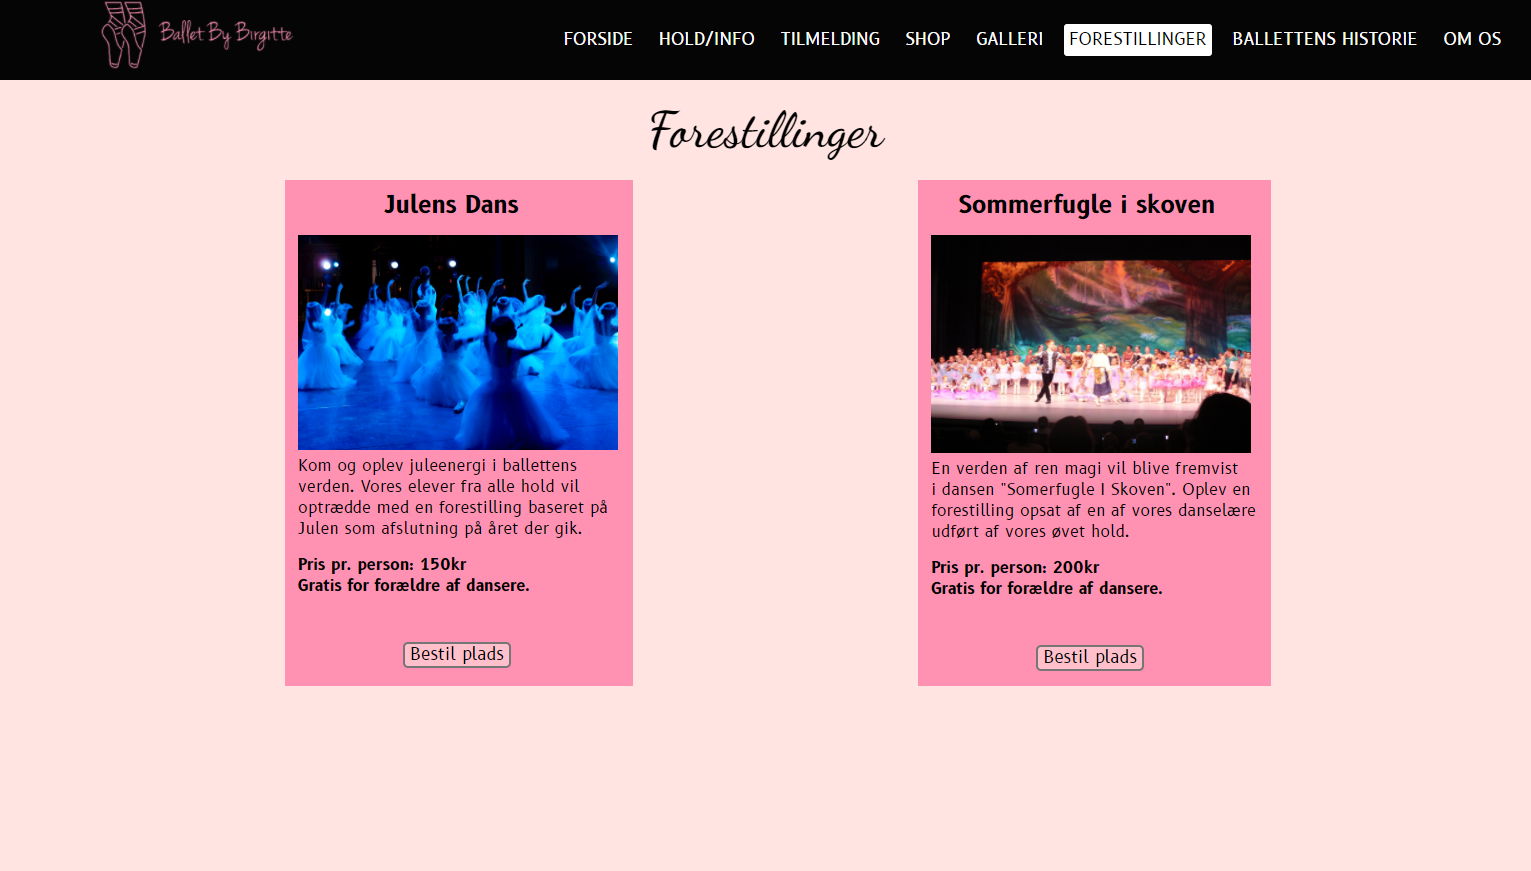 Ballet By Birgitte
FORSIDE HOLD/INFO TILMELDING SHOP GALLERI FORESTILLINGER BALLETTENS HISTORIE OM OS
Forestillinger
Julens Dans
Kom og oplev juleenergi i ballettens
verden. Vores elever fra alle hold vil
optrædde med en forestilling baseret på
Julen som afslutning på året der gik.
Pris pr. person: 150kr
Gratis for forældre af dansere.
Bestil plads
Sommerfugle i skoven
En verden af ren magi vil blive fremvist
i dansen "Somerfugle I Skoven". Oplev en
forestilling opsat af en af vores danselære
udført af vores øvet hold.
Pris pr. person: 200kr
Gratis for forældre af dansere.
Bestil plads